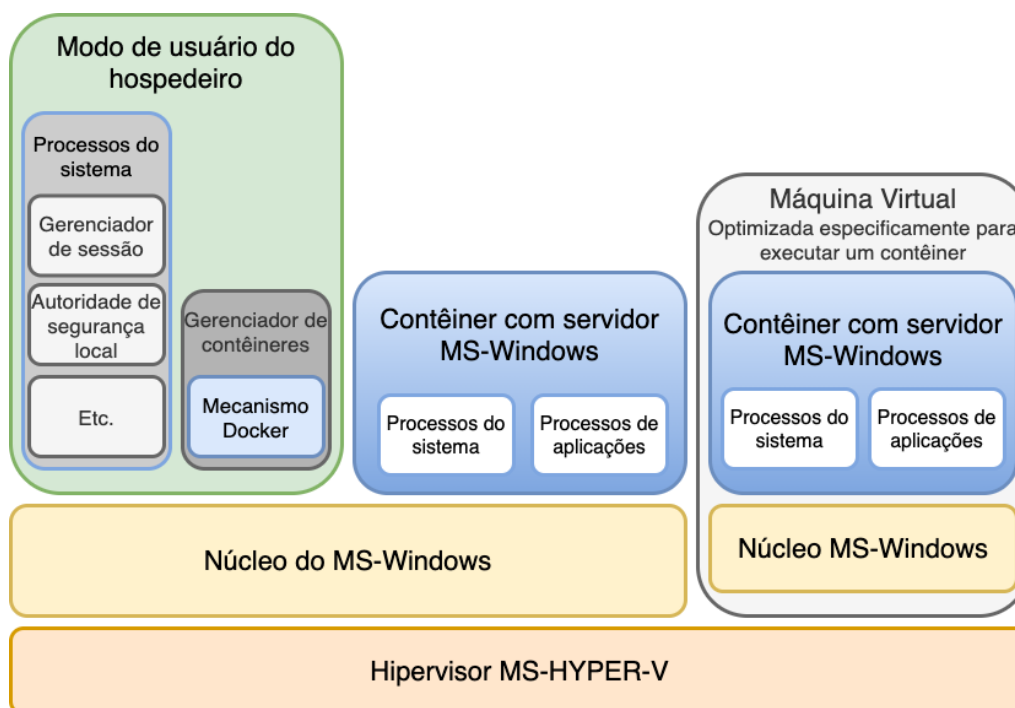 Modo de usuário do
hospedeiro
Processos do
sistema
Gerenciador
de sessão
Autoridade de
segurança
local
Etc.
Gerenciador de
contêineres
Mecanismo
Docker
Contêiner com servidor
MS-Windows
Processos do
sistema
Processos de
aplicações
Máquina Virtual
Optimizada especificamente para
executar um contêiner
Contêiner com servidor
MS-Windows
Processos do
sistema
Processos de
aplicações
Núcleo do MS-Windows
Núcleo MS-Windows
Hipervisor MS-HYPER-V